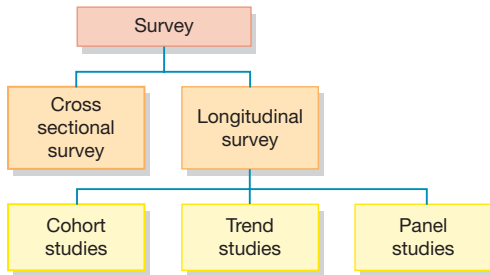 Survey
Cross
sectional
survey
Longitudinal
survey
Cohort
studies
Trend
studies
Panel
studies